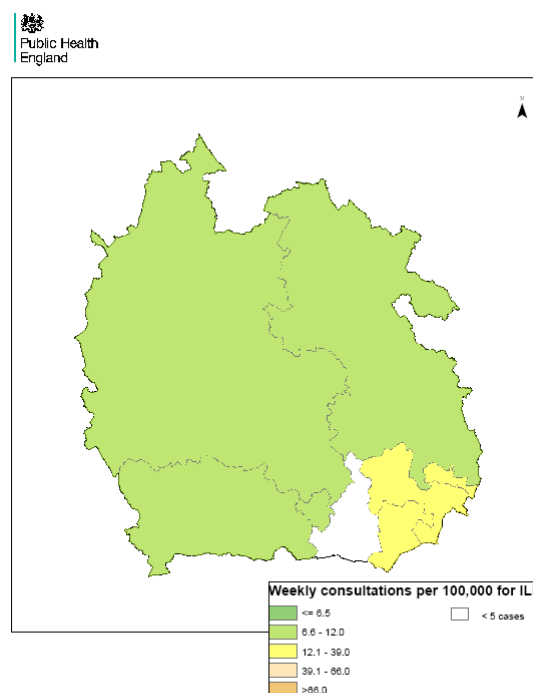 Public Health
England
N
Weekly consultations per 100,000 for IL
<= 6.5
< 5 cases
6.6 - 12.0
12.1 - 39.0
39.1 - 66.0
>66.0